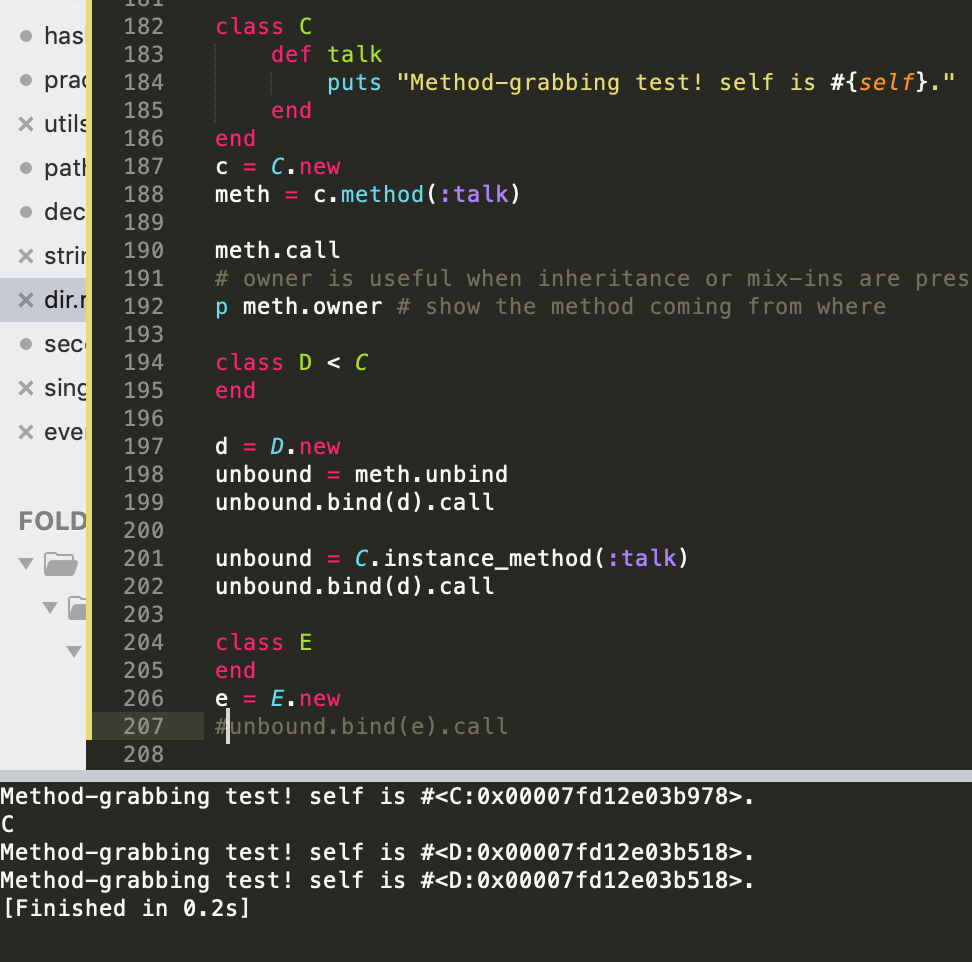 181
182 class C
183 def talk
184 puts "Method-grabbing test! self is #{self}."
185 end
186 end
187 c = C.new
188 meth = c.method(:talk)
189
190 meth.call
191 # owner is useful when inheritance or mix-ins are pres
192 p meth.owner # show the method coming from where
193
194 class D < C
195 end
196
197 d = D.new
198 unbound = meth.unbind
199 unbound.bind(d).call
200
201 unbound = C.instance_method(:talk)
202 unbound.bind(d).call
203
204 class E
205 end
206 e = E.new
207 #unbound.bind(e).call
208
has
prac
utils
path
dec
strin
dir.r
seco
sing
ever
FOLD
Method-grabbing test! self is #<C:0x00007fd12e03b978>.
C
Method-grabbing test! self is #<D:0x00007fd12e03b518>.
Method-grabbing test! self is #<D:0x00007fd12e03b518>.
[Finished in 0.2s]